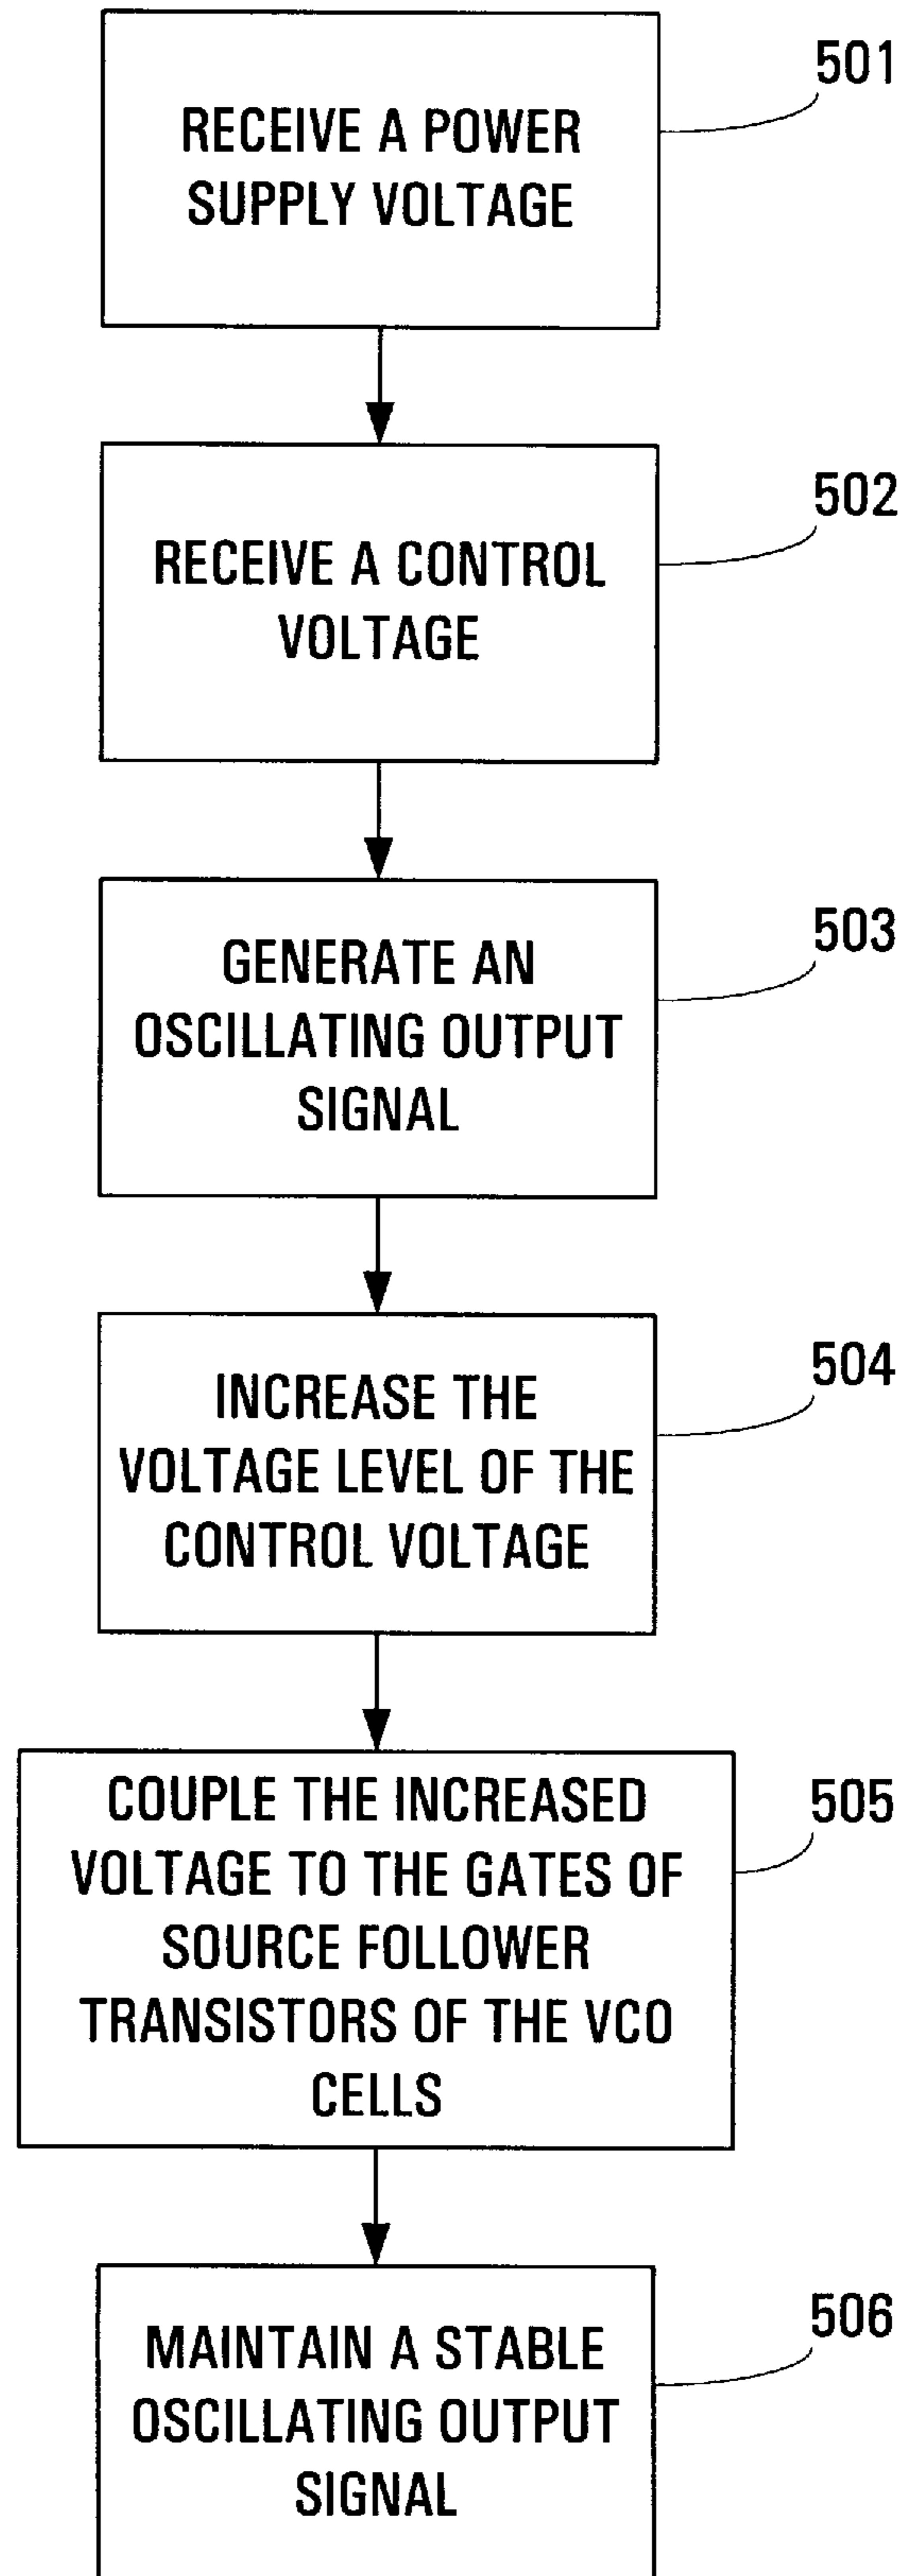 501
RECEIVE A POWER
SUPPLY VOLTAGE
502
RECEIVE A CONTROL
VOLTAGE
503
GENERATE AN
OSCILLATING OUTPUT
SIGNAL
504
INCREASE THE
VOLTAGE LEVEL OF THE
CONTROL VOLTAGE
505
COUPLE THE INCREASED
VOLTAGE TO THE GATES OF
SOURCE FOLLOWER
TRANSISTORS OF THE VCO
CELLS
506
MAINTAIN A STABLE
OSCILLATING OUTPUT
SIGNAL